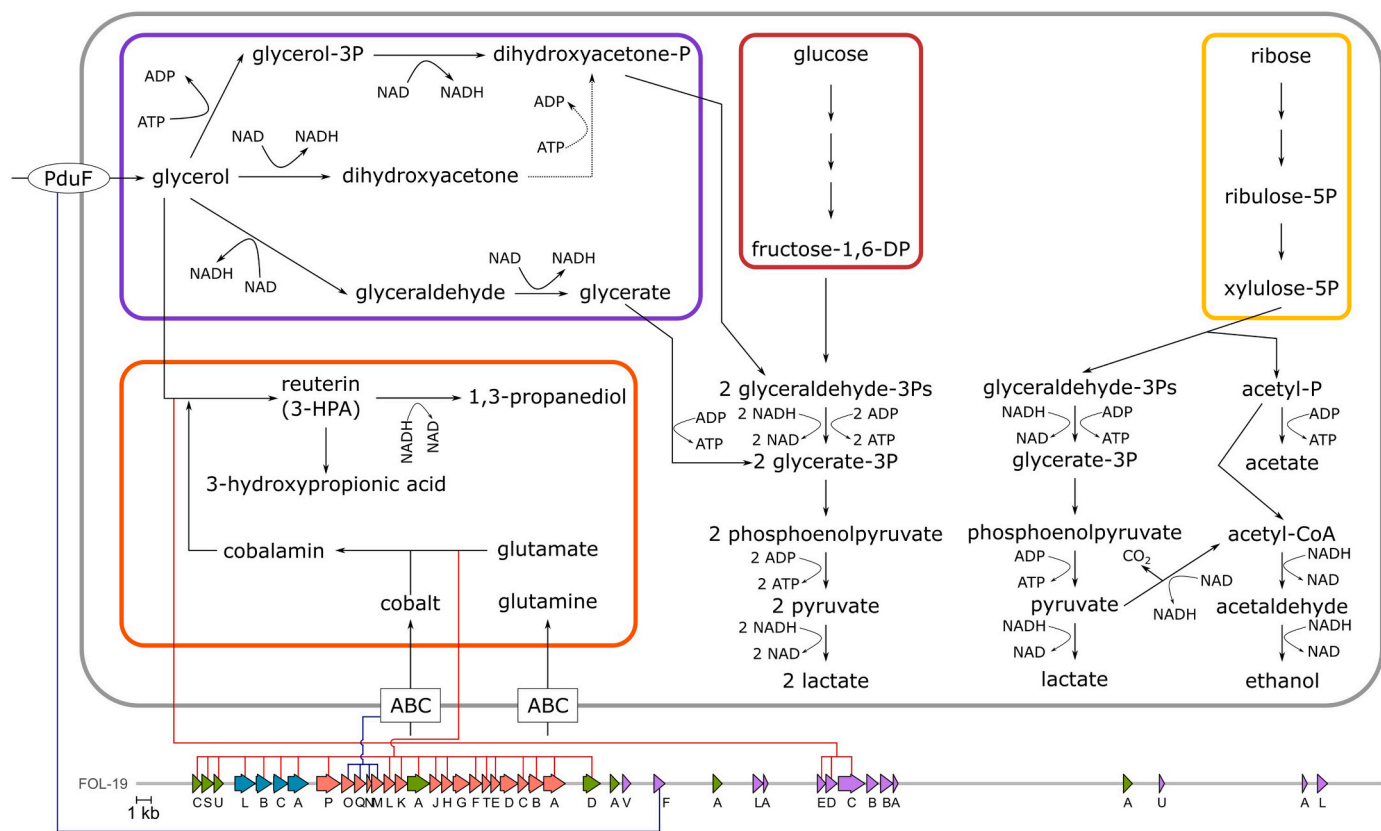 glycerol-3P
dihydroxyacetone-P
glucose
ribose
ADP
ATP
NAD
NADH
ADP
ATP
NAD
NADH
PduF
glycerol
dihydroxyacetone
ribulose-5P
fructose-1,6-DP
NADH
NAD
NAD
NADH
glyceraldehyde
glycerate
xylulose-5P
reuterin
(3-HPA)
1,3-propanediol
NADH
NAD
3-hydroxypropionic acid
cobalamin
glutamate
cobalt
glutamine
ADP
ATP
2 glyceraldehyde-3Ps
2 NADH
2 NAD
2 ADP
2 ATP
2 glycerate-3P
2 phosphoenolpyruvate
2 ADP
2 ATP
2 pyruvate
2 NADH
2 NAD
2 lactate
glyceraldehyde-3Ps
NADH
NAD
ADP
ATP
glycerate-3P
phosphoenolpyruvate
ADP
ATP
pyruvate
NADH
NAD
lactate
CO2
NAD
NADH
acetyl-P
ADP
ATP
acetate
acetyl-CoA
NADH
NAD
acetaldehyde
NADH
NAD
ethanol
ABC
ABC
FOL-19
C S U L B C A P O Q N M L K A J H G F T E D C B A D A V F A L A E D C B B A A U A L
1 kb